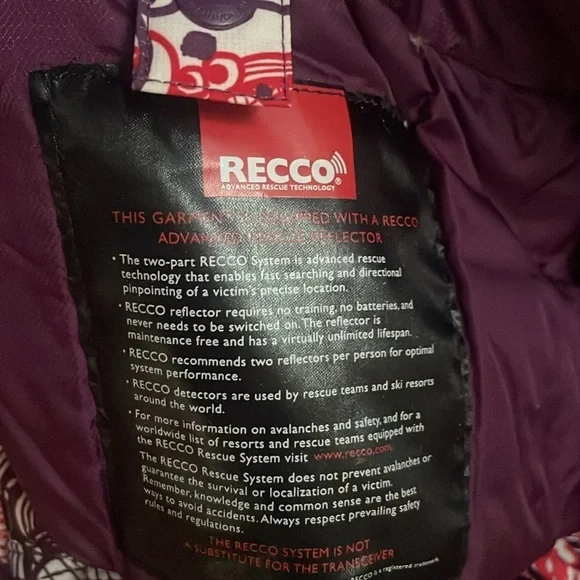 RECCO®
ADVANCED RESCUE TECHNOLOGY
THIS GARMENT IS EQUIPPED WITH A RECCO
ADVANCED RESCUE REFLECTOR
• The two-part RECCO System is advanced rescue
technology that enables fast searching and directional
pinpointing of a victim's precise location.
• RECCO reflector requires no training, no batteries, and
never needs to be switched on. The reflector is
maintenance free and has a virtually unlimited lifespan.
• RECCO recommends two reflectors per person for optimal
system performance.
• RECCO detectors are used by rescue teams and ski resorts
around the world.
• For more information on avalanches and safety, and for a
worldwide list of resorts and rescue teams equipped with
the RECCO Rescue System visit www.recco.com
The RECCO Rescue System does not prevent avalanches or
guarantee the survival or localization of a victim.
Remember, knowledge and common sense are the best
ways to avoid accidents. Always respect prevailing safety
rules and regulations.
THE RECCO SYSTEM IS NOT
A SUBSTITUTE FOR THE TRANSCEIVER
RECCO is a registered trademark